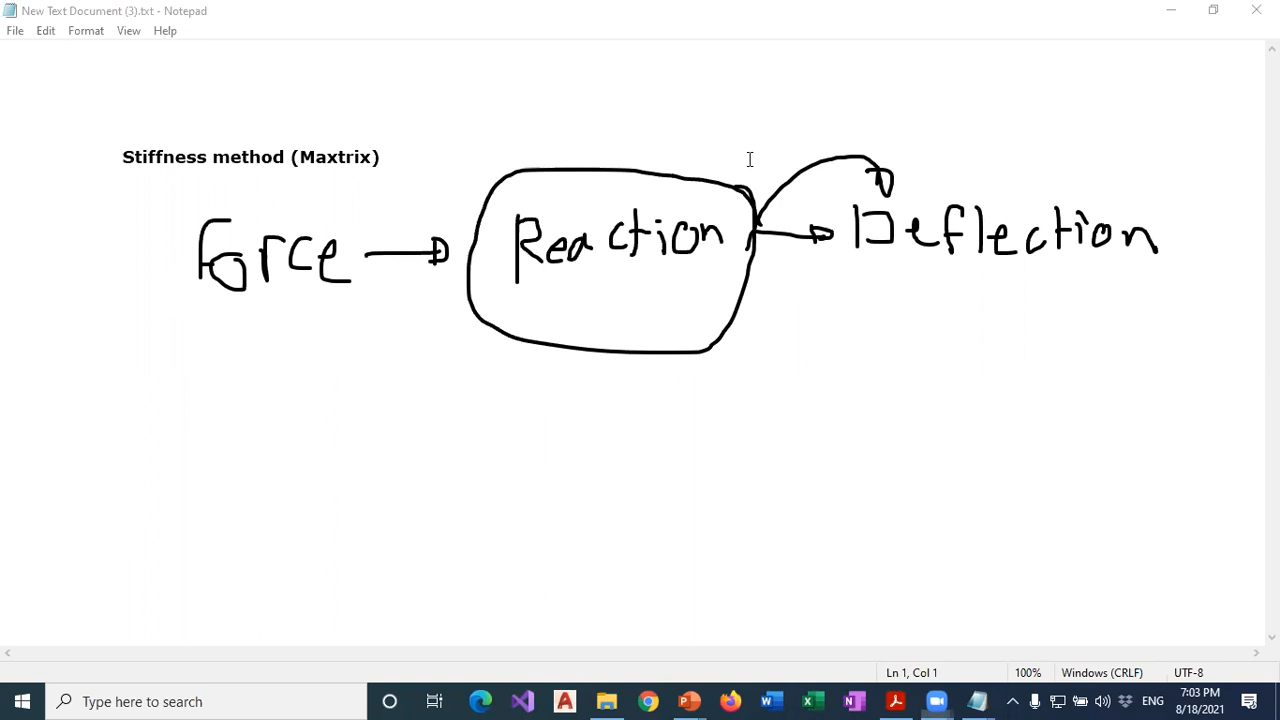 New Text Document (3).txt - Notepad
File Edit Format View Help
Stiffness method (Maxtrix)
Force Reaction Deflection
Ln 1, Col 1 100% Windows (CRLF) UTF-8
Type here to search
ENG
7:03 PM
8/18/2021